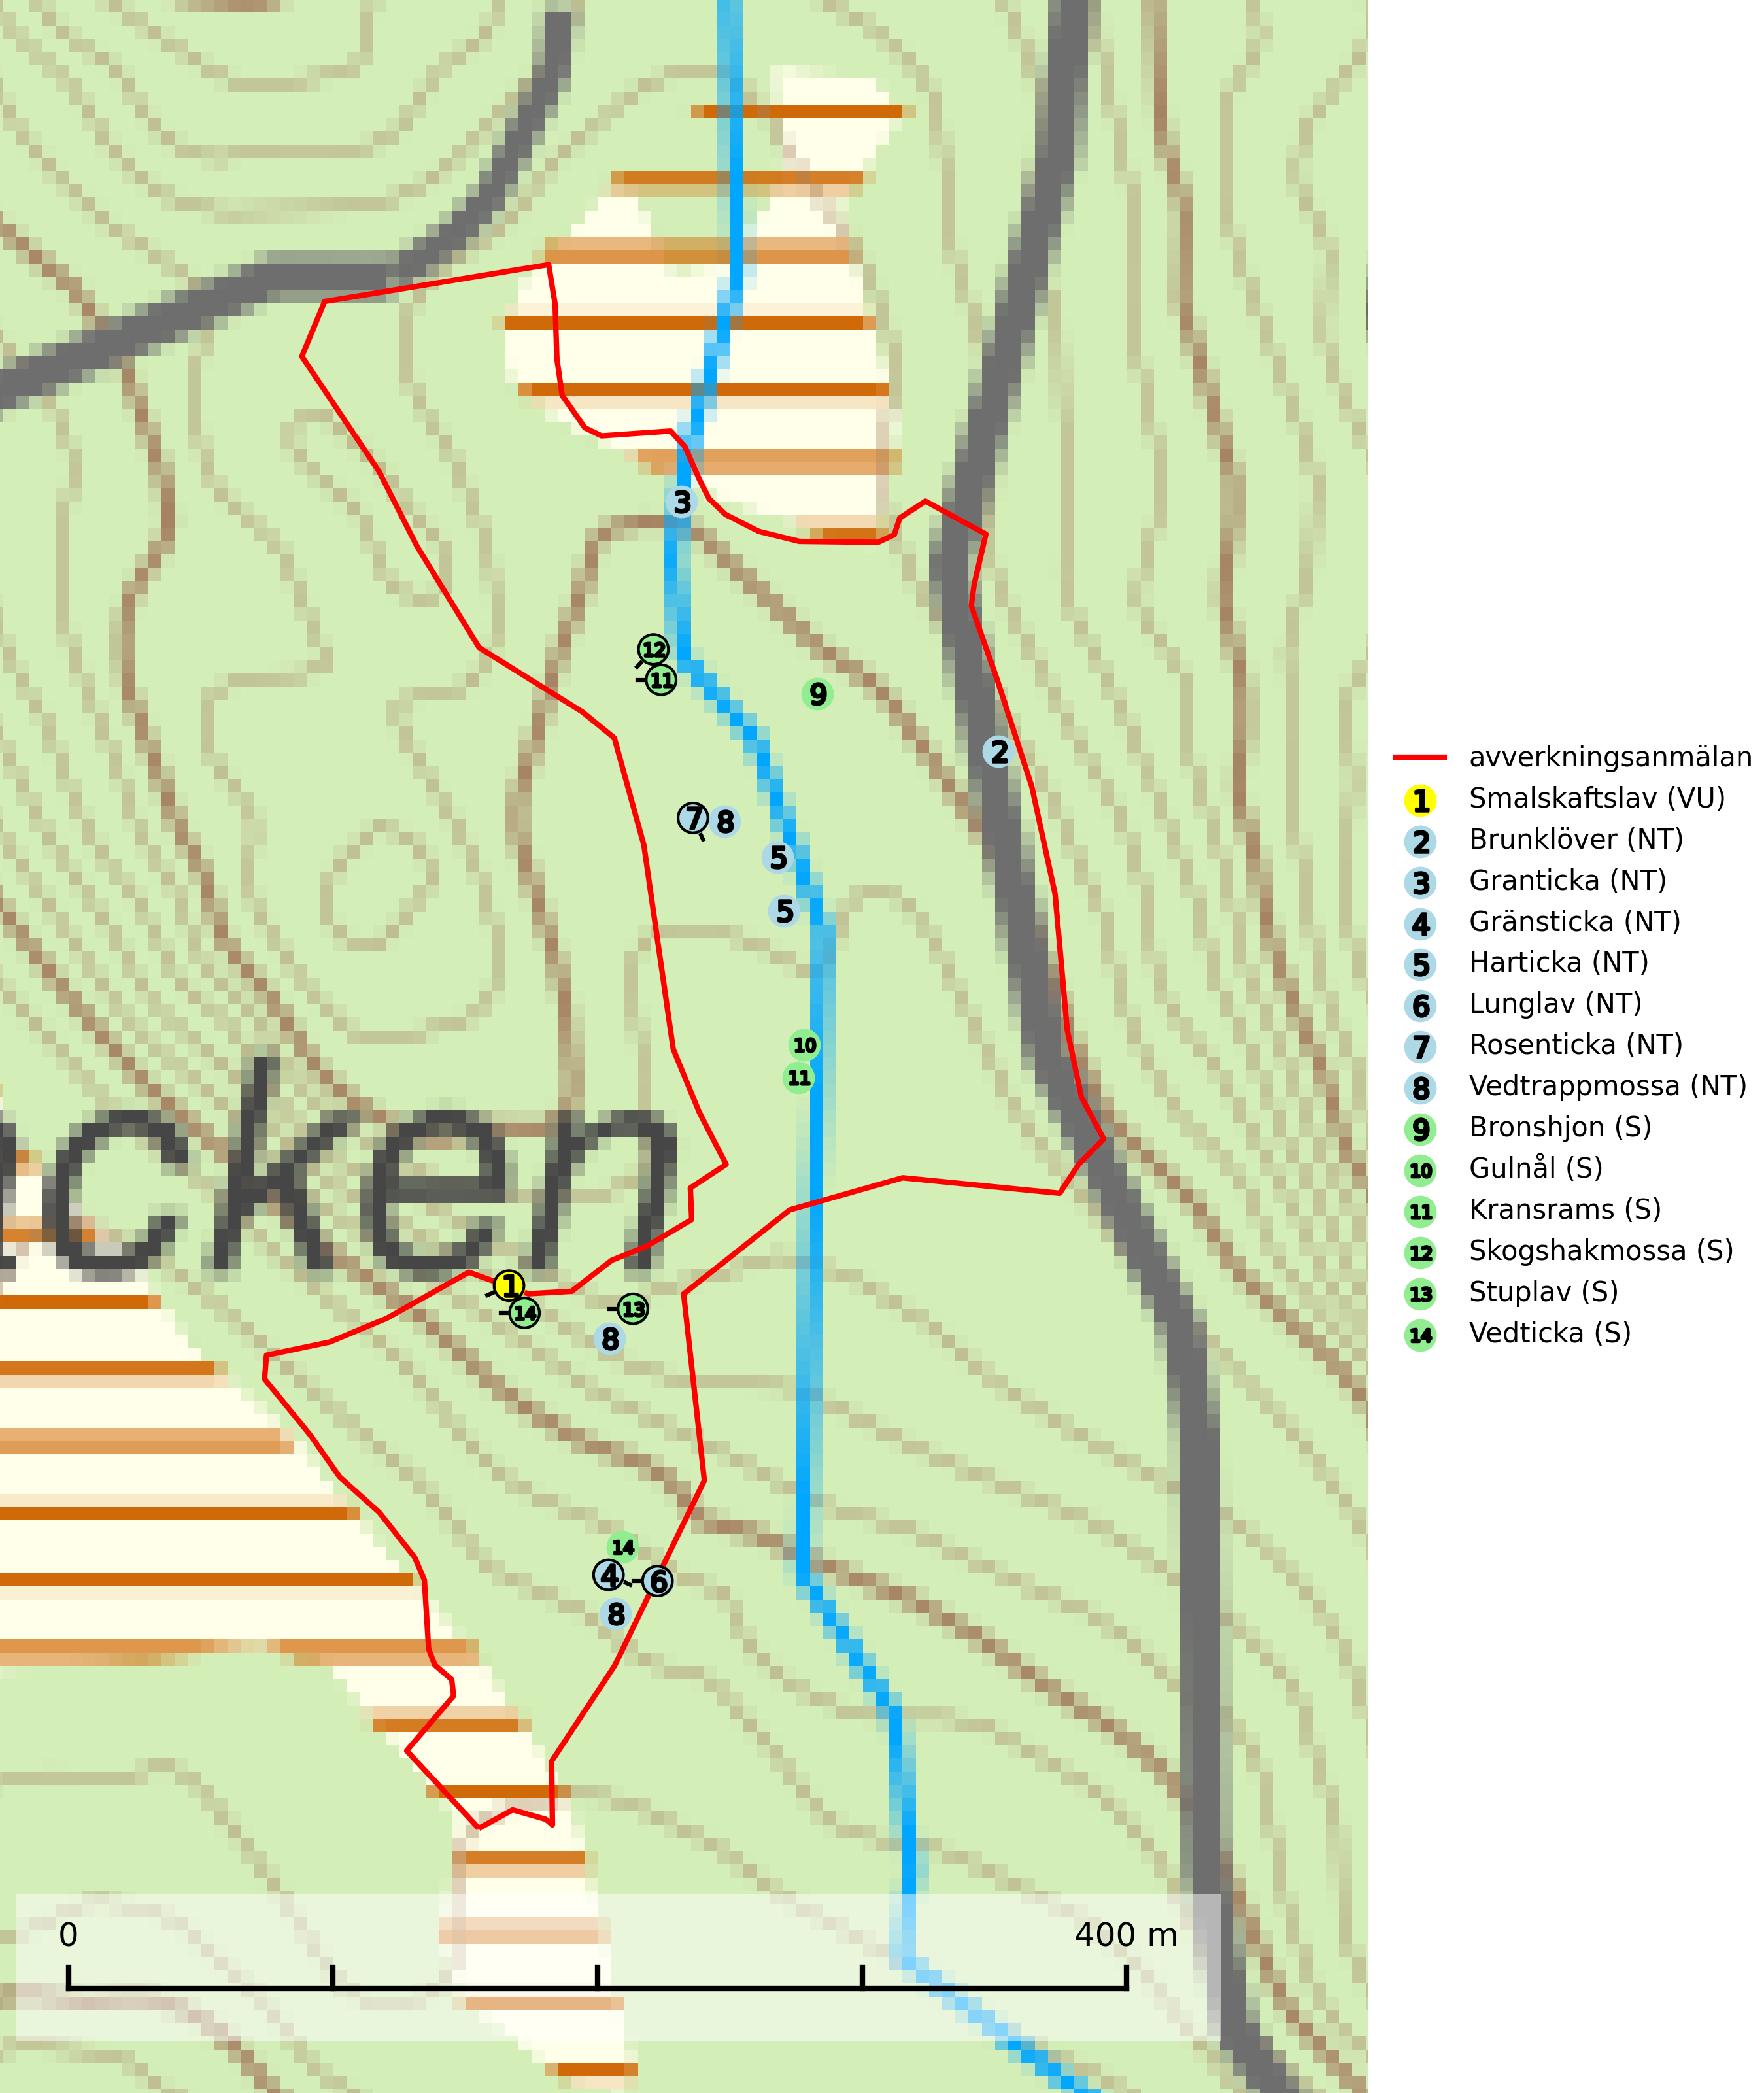 12
11
3
9
2
7
8
5
5
10
11
cken
1
14
13
8
14
4
6
8
0
400 m
avverkningsanmälan
1 Smalskaftslav (VU)
2 Brunklöver (NT)
3 Granticka (NT)
4 Gränsticka (NT)
5 Harticka (NT)
6 Lunglav (NT)
7 Rosenticka (NT)
8 Vedtrappmossa (NT)
9 Bronshjon (S)
10 Gulnål (S)
11 Kransrams (S)
12 Skogshakmossa (S)
13 Stuplav (S)
14 Vedticka (S)